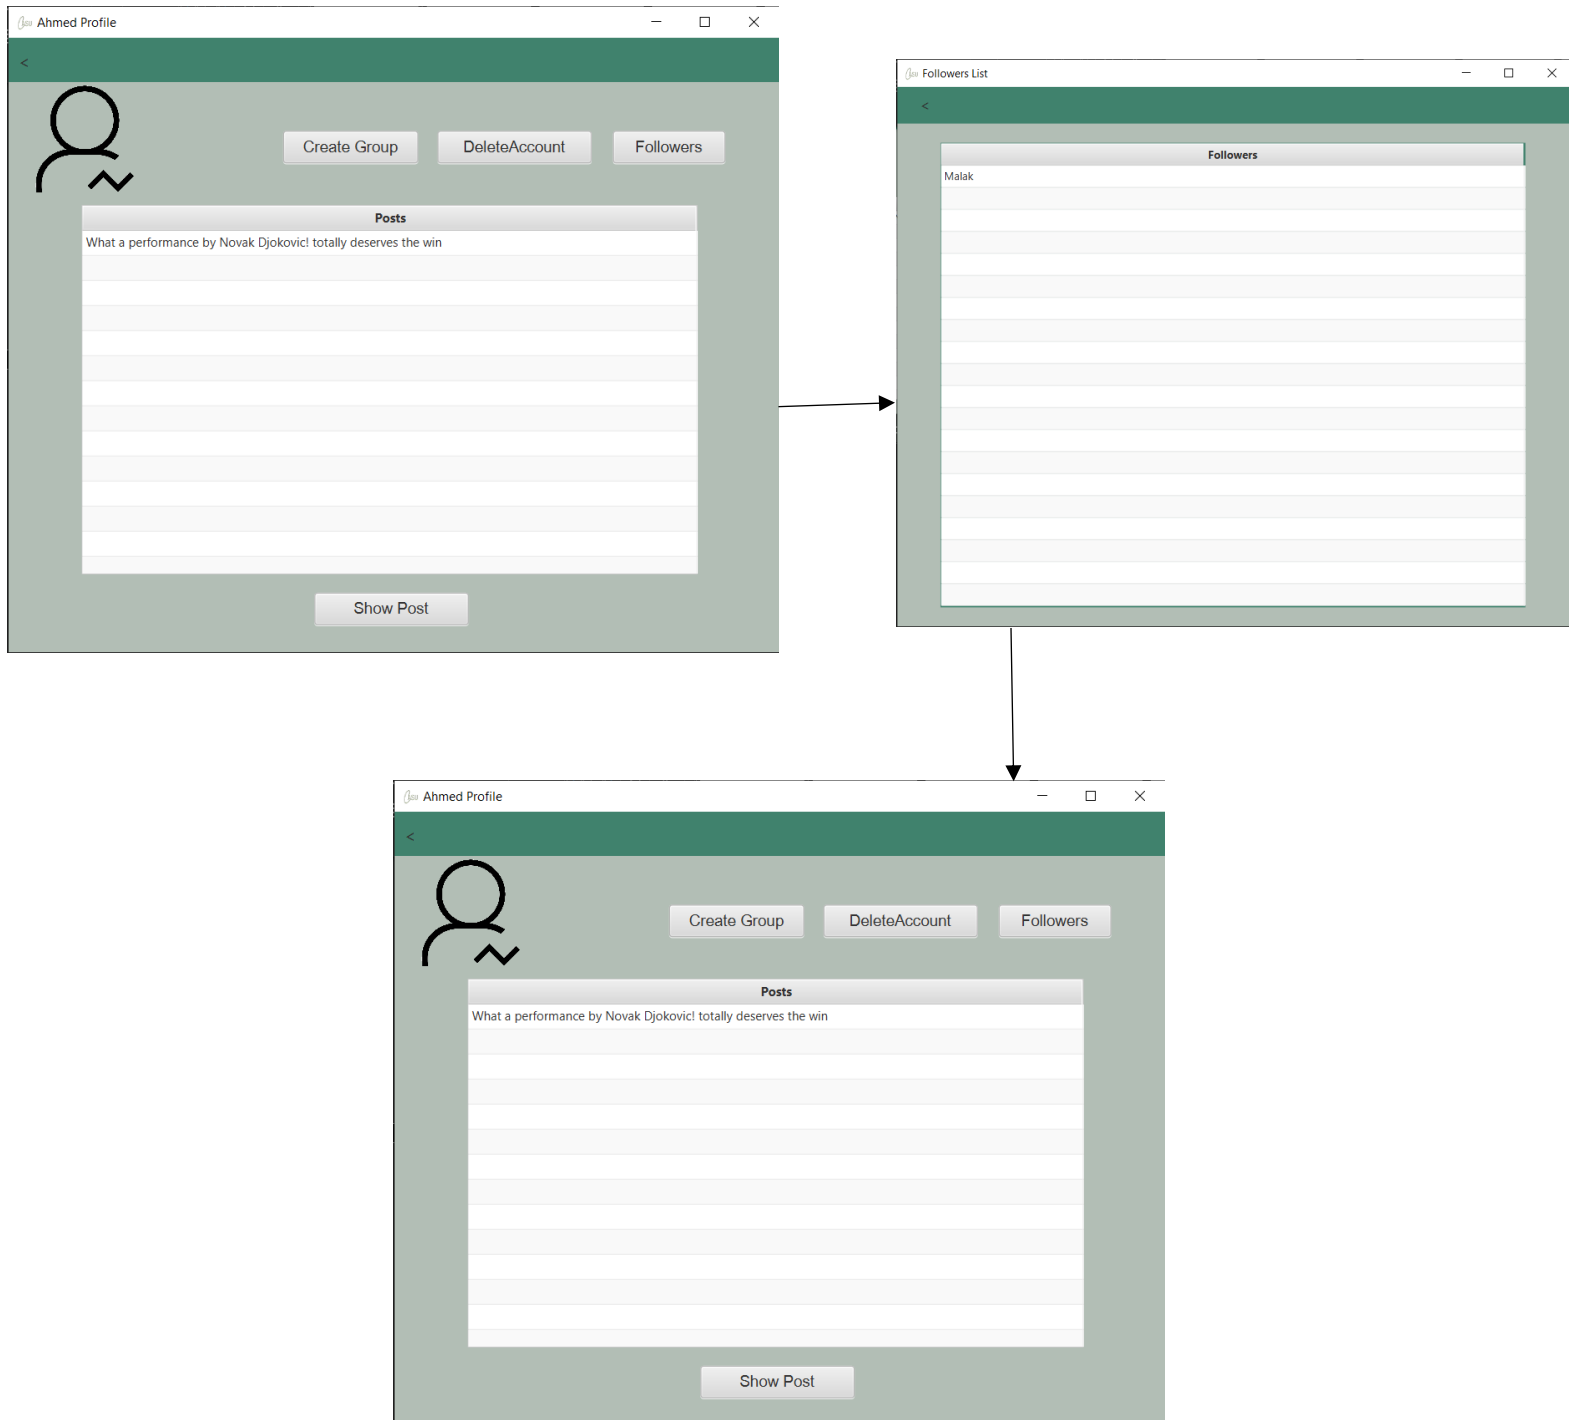 Ahmed Profile
<
Create Group DeleteAccount Followers
Posts
What a performance by Novak Djokovic! totally deserves the win
Show Post
Followers List
<
Followers
Malak
Ahmed Profile
<
Create Group DeleteAccount Followers
Posts
What a performance by Novak Djokovic! totally deserves the win
Show Post